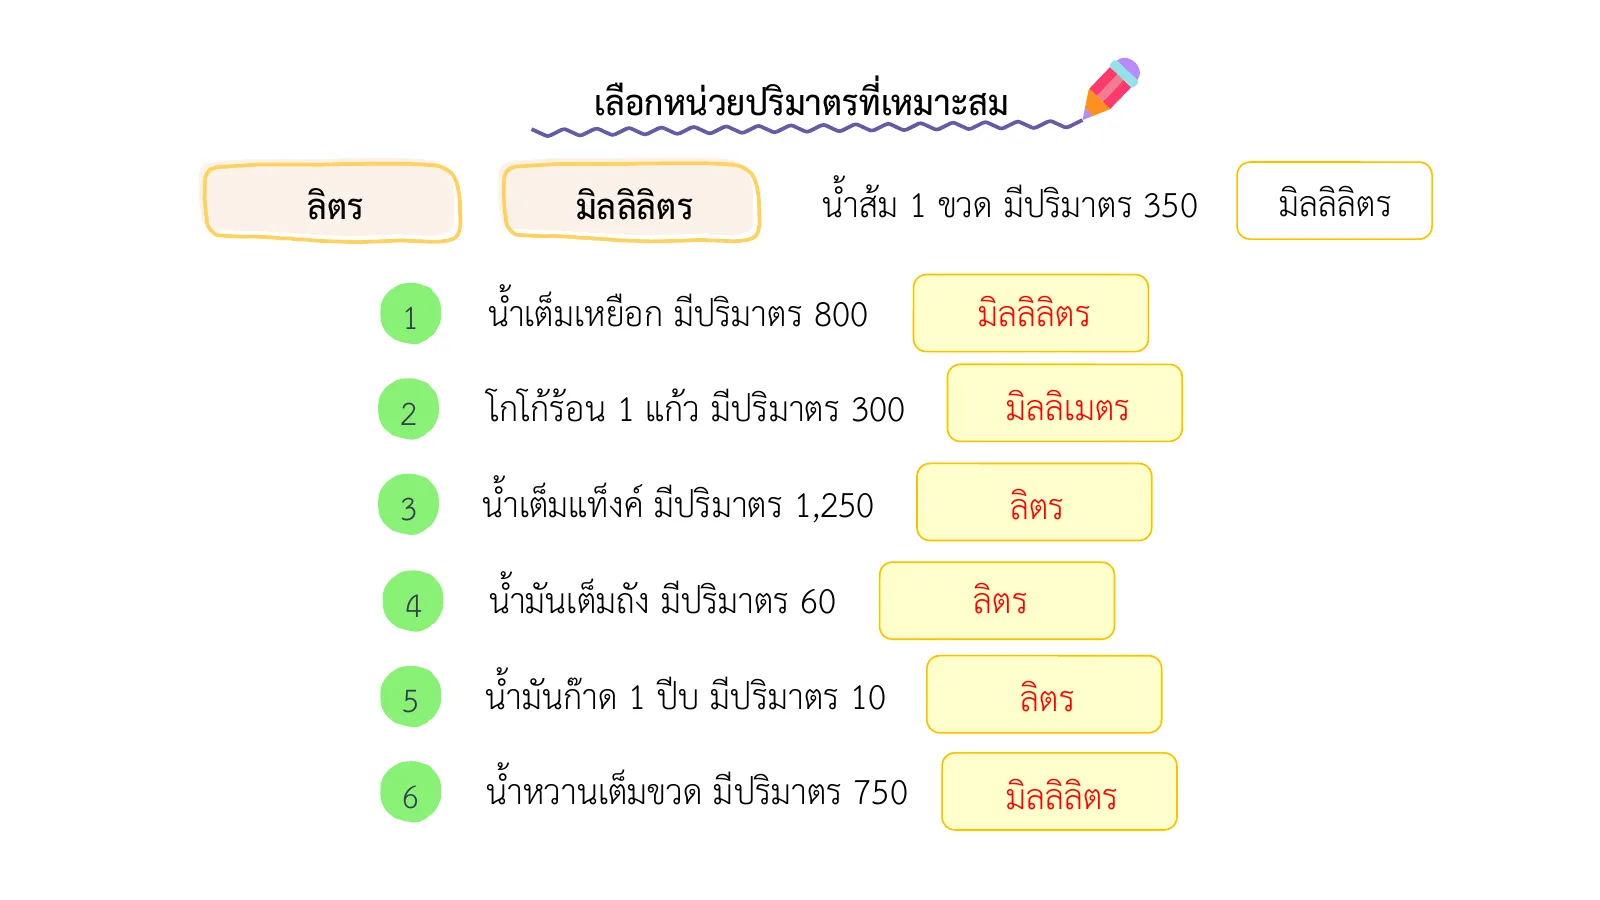 เลือกหน่วยปริมาตรที่เหมาะสม
ลิตร มิลลิลิตร น้ำส้ม 1 ขวด มีปริมาตร 350 มิลลิลิตร
1 น้ำเต็มเหยือก มีปริมาตร 800 มิลลิลิตร
2 โกโก้ร้อน 1 แก้ว มีปริมาตร 300 มิลลิเมตร
3 น้ำเต็มแท็งค์ มีปริมาตร 1,250 ลิตร
4 น้ำมันเต็มถัง มีปริมาตร 60 ลิตร
5 น้ำมันก๊าด 1 ปีบ มีปริมาตร 10 ลิตร
6 น้ำหวานเต็มขวด มีปริมาตร 750 มิลลิลิตร